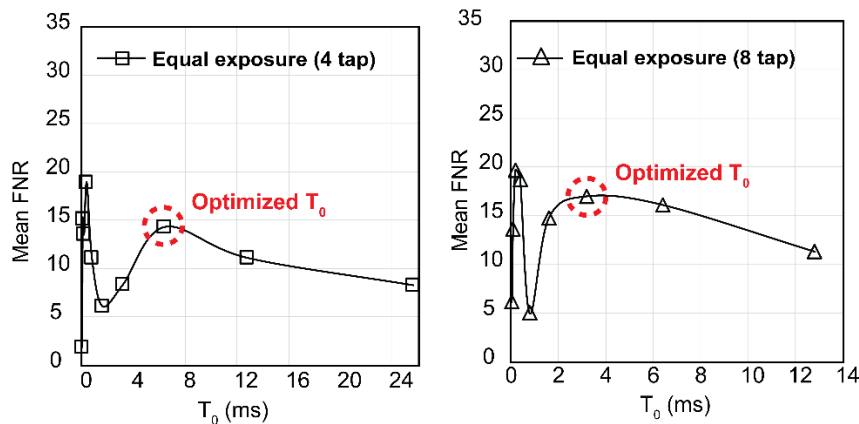 35
30
25
20
15
10
5
0
Mean FNR
Equal exposure (4 tap)
Optimized T₀
0 4 8 12 16 20 24
T₀ (ms)
35
30
25
20
15
10
5
0
Mean FNR
Equal exposure (8 tap)
Optimized T₀
0 2 4 6 8 10 12 14
T₀ (ms)